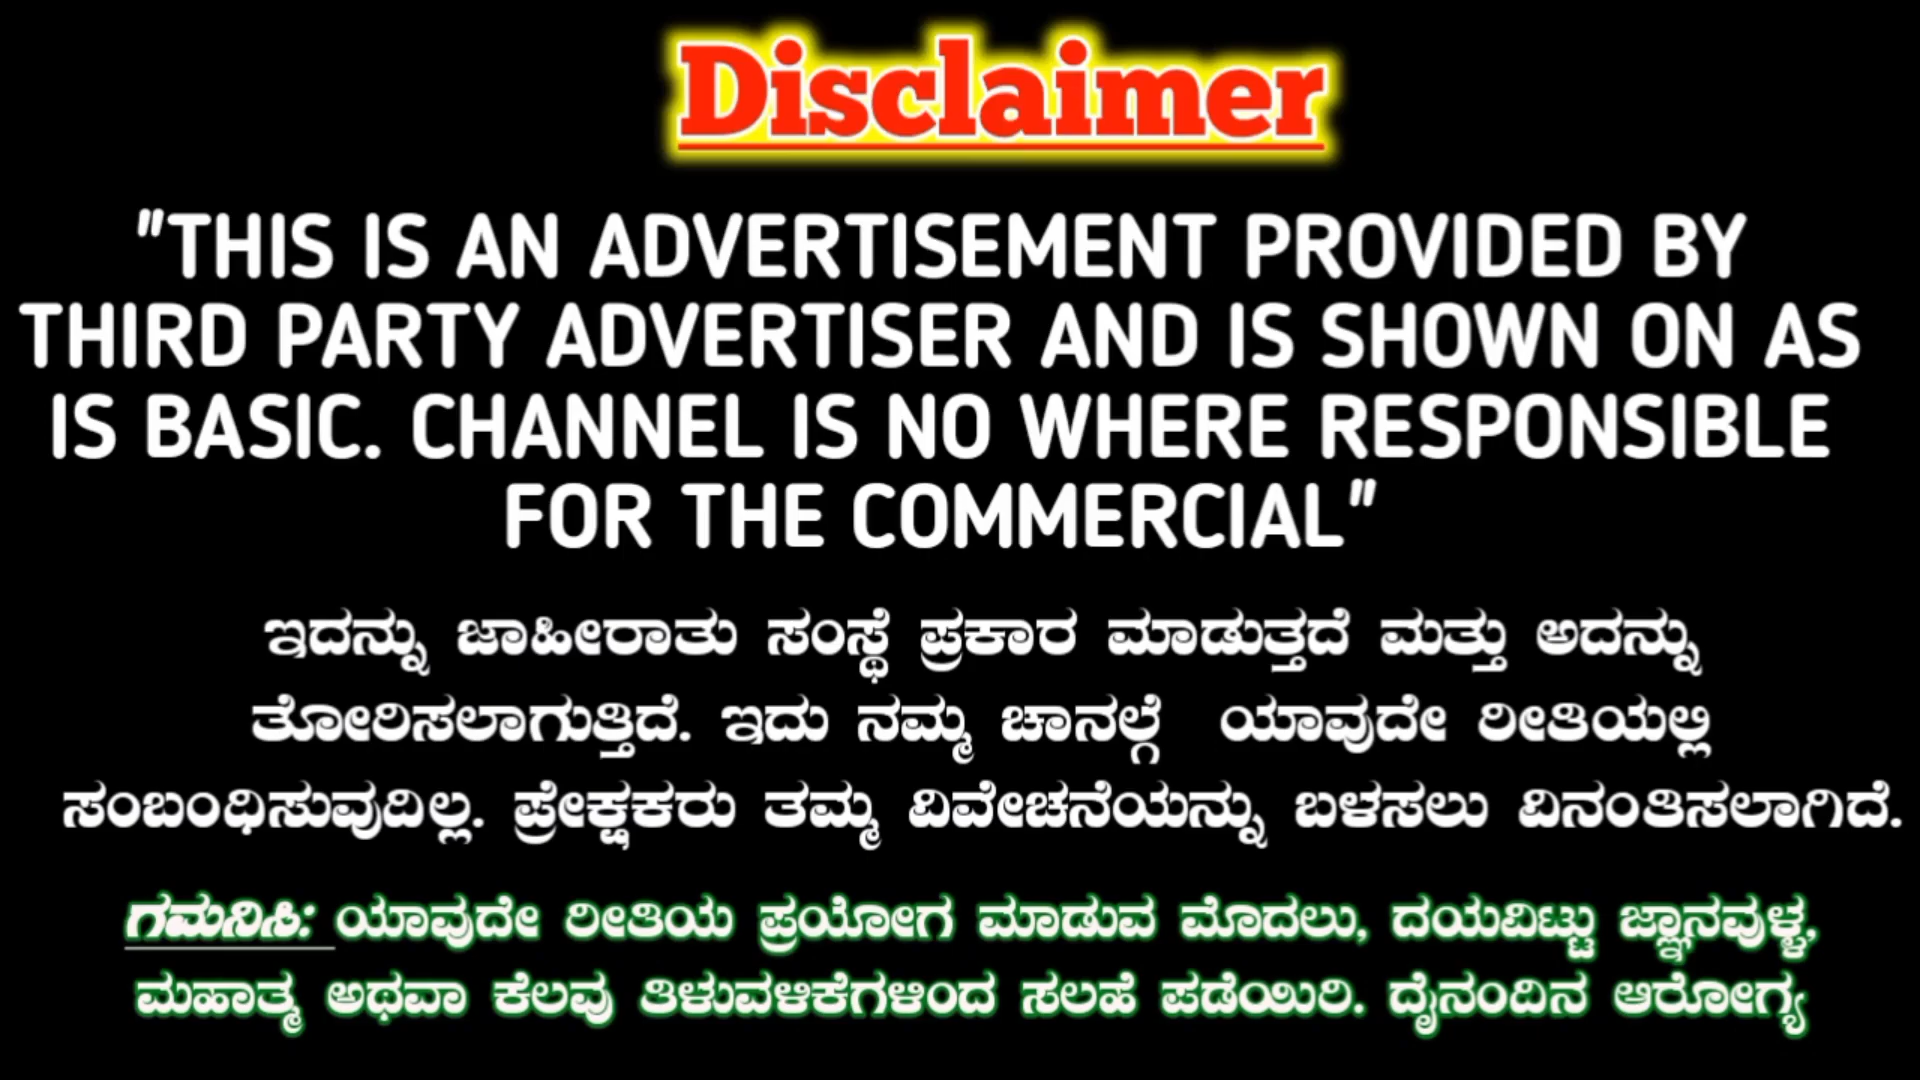 Disclaimer
"THIS IS AN ADVERTISEMENT PROVIDED BY
THIRD PARTY ADVERTISER AND IS SHOWN ON AS
IS BASIC. CHANNEL IS NO WHERE RESPONSIBLE
FOR THE COMMERCIAL"
ಇದನ್ನು ಜಾಹೀರಾತು ಸಂಸ್ಥೆ ಪ್ರಕಾರ ಮಾಡುತ್ತದೆ ಮತ್ತು ಅದನ್ನು
ತೋರಿಸಲಾಗುತ್ತಿದೆ. ಇದು ನಮ್ಮ ಚಾನಲ್ಗೆ ಯಾವುದೇ ರೀತಿಯಲ್ಲಿ
ಸಂಬಂಧಿಸುವುದಿಲ್ಲ. ಪ್ರೇಕ್ಷಕರು ತಮ್ಮ ವಿವೇಚನೆಯನ್ನು ಬಳಸಲು ವಿನಂತಿಸಲಾಗಿದೆ.
ಗಮನಿಸಿ: ಯಾವುದೇ ರೀತಿಯ ಪ್ರಯೋಗ ಮಾಡುವ ಮೊದಲು, ದಯವಿಟ್ಟು ಜ್ಞಾನವುಳ್ಳ,
ಮಹಾತ್ಮ ಅಥವಾ ಕೆಲವು ತಿಳುವಳಿಕೆಗಳಿಂದ ಸಲಹೆ ಪಡೆಯಿರಿ. ದೈನಂದಿನ ಆರೋಗ್ಯ